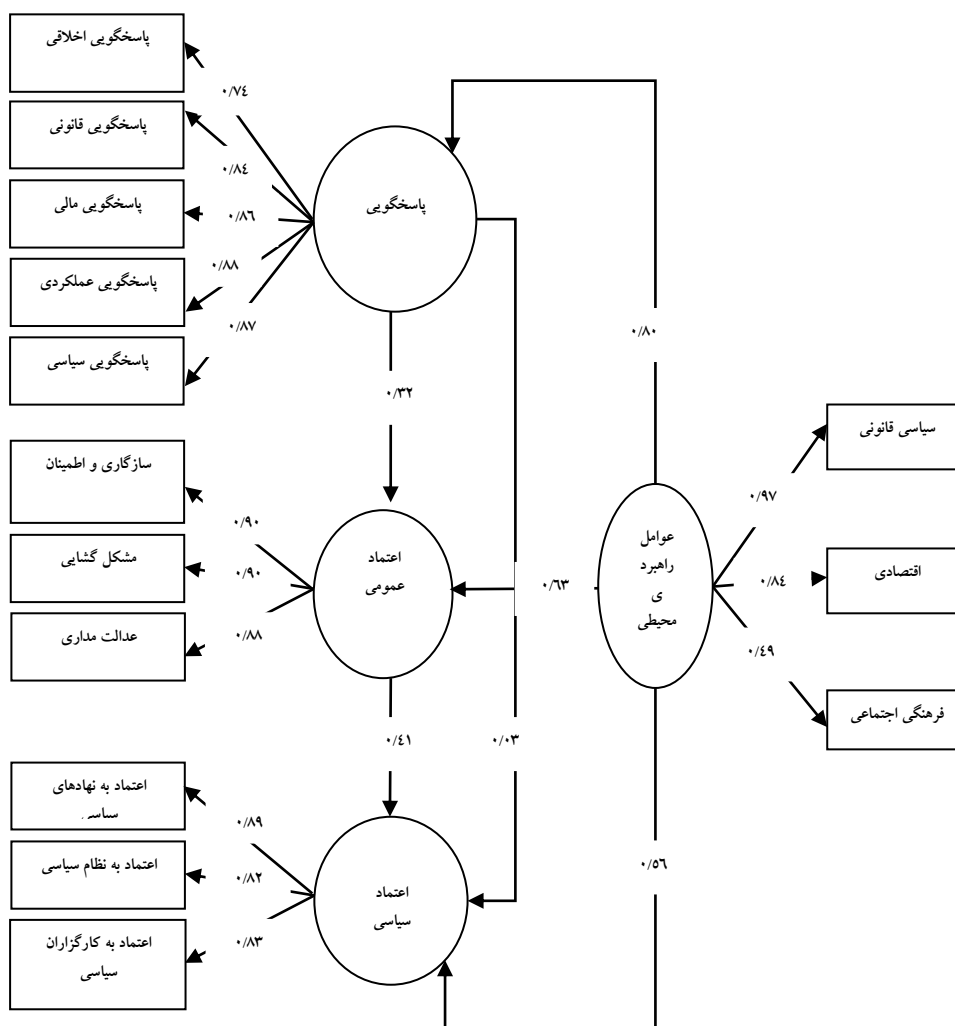 پاسخگویی اخلاقی
۰/۷٤
پاسخگویی قانونی
۰/۸٤
پاسخگویی مالی
۰/۸٦
پاسخگویی عملکردی
۰/۸۸
پاسخگویی سیاسی
۰/۸۷
پاسخگویی
۰/۸۰
۰/۳۲
سیاسی قانونی
۰/۹۷
اقتصادی
۰/۸٤
فرهنگی اجتماعی
۰/٤۹
عوامل
راهبرد
ی
محیطی
۰/٦۳
سازگاری و اطمینان
۰/۹۰
مشکل گشایی
۰/۹۰
عدالت مداری
۰/۸۸
اعتماد
عمومی
۰/٤۱
۰/۰۳
۰/٥٦
اعتماد به نهادهای
سیاسی
۰/۸۹
اعتماد به نظام سیاسی
۰/۸۲
اعتماد به کارگزاران
سیاسی
۰/۸۳
اعتماد
سیاسی